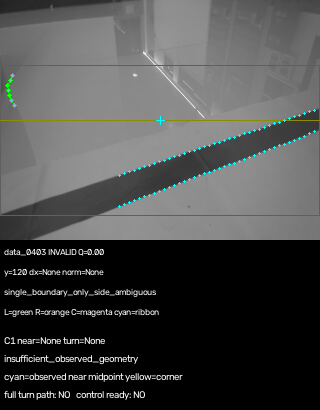 data_0403 INVALID Q=0.00
y=120 dx=None norm=None
single_boundary_only_side_ambiguous
L=green R=orange C=magenta cyan=ribbon
C1 near=None turn=None
insufficient_observed_geometry
cyan=observed near midpoint yellow=corner
full turn path: NO control ready: NO